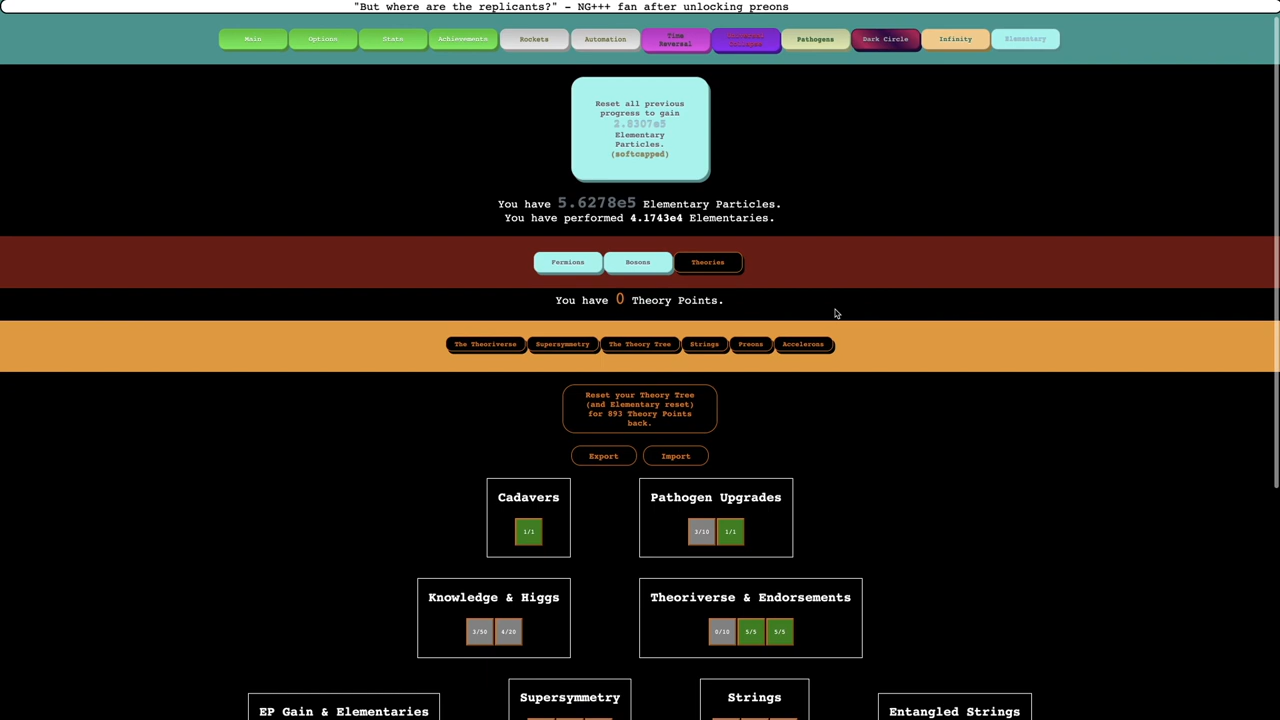 "But where are the replicants?" - NG+++ fan after unlocking preons
Main Options Stats Achievements Rockets Automation Time Reversal Universal Collapse Pathogens Dark Circle Infinity Elementary
Reset all previous
progress to gain
2.8307e5
Elementary
Particles.
(softcapped)
You have 5.6278e5 Elementary Particles.
You have performed 4.1743e4 Elementaries.
Fermions Bosons Theories
You have 0 Theory Points.
The Theoriverse Supersymmetry The Theory Tree Strings Preons Accelerons
Reset your Theory Tree
(and Elementary reset)
for 893 Theory Points
back.
Export Import
Cadavers Pathogen Upgrades
1/1 3/10 1/1
Knowledge & Higgs Theoriverse & Endorsements
3/50 4/20 0/10 5/5 5/5
Supersymmetry Strings
EP Gain & Elementaries Entangled Strings